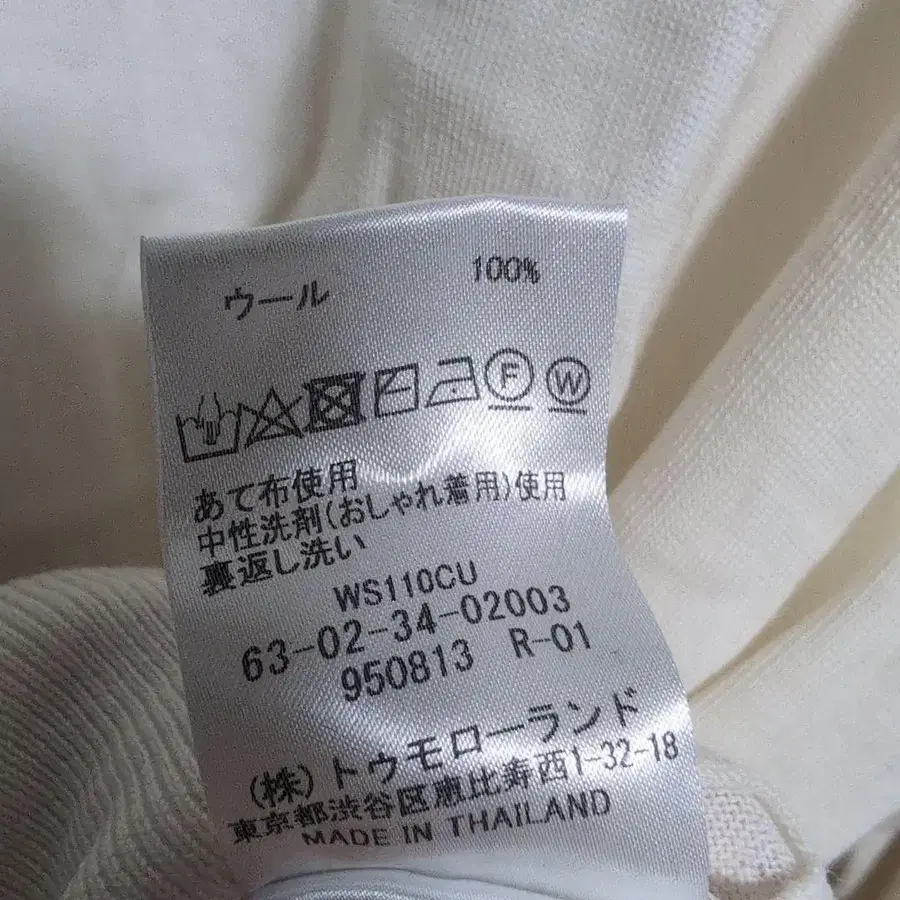 ウール 100%
F W
あて布使用
中性洗剤(おしゃれ着用)使用
裏返し洗い
WS110CU
63-02-34-02003
950813 R-01
(株)トゥモローランド
東京都渋谷区恵比寿西1-32-18
MADE IN THAILAND